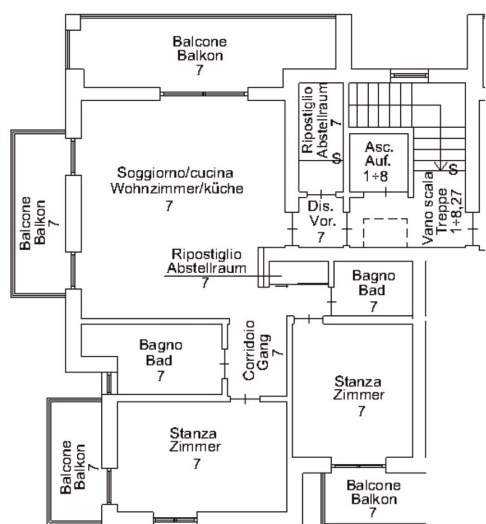 Balcone
Balkon
7
Ripostiglio
Abstellraum
7
S
Asc.
Auf.
1÷8
S
Vano scala
Treppe
1÷8,27
Soggiorno/cucina
Wohnzimmer/küche
7
Balcone
Balkon
7
Dis.
Vor.
7
Ripostiglio
Abstellraum
7
Bagno
Bad
7
Bagno
Bad
7
Corridoio
Gang
7
Stanza
Zimmer
7
Stanza
Zimmer
7
Balcone
Balkon
7
Balcone
Balkon
7